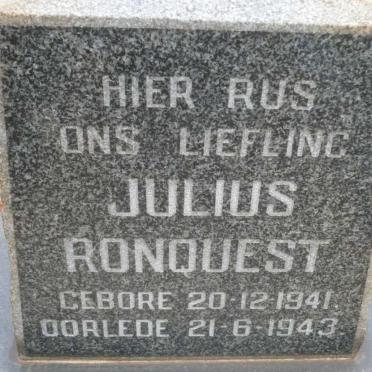 HIER RUS
ONS LIEFLING
JULIUS
RONQUEST
GEBORE 20·12·1941.
OORLEDE 21·6·1943.